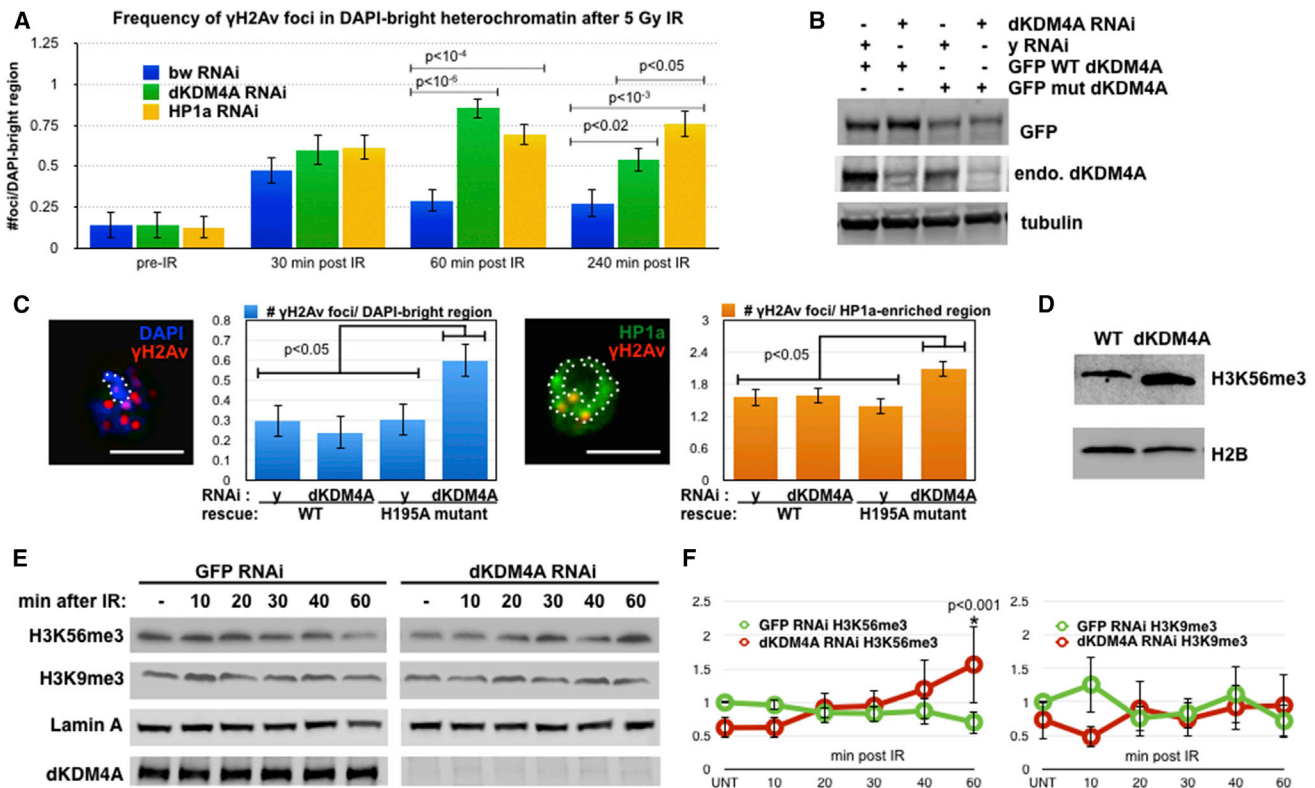 A
Frequency of γH2Av foci in DAPI-bright heterochromatin after 5 Gy IR
#foci/DAPI-bright region
1.25
1
0.75
0.5
0.25
0
bw RNAi
dKDM4A RNAi
HP1a RNAi
p<10-4
p<10-6
p<0.05
p<10-3
p<0.02
pre-IR
30 min post IR
60 min post IR
240 min post IR
B
- + - + dKDM4A RNAi
+ - + - y RNAi
+ + - - GFP WT dKDM4A
- - + + GFP mut dKDM4A
GFP
endo. dKDM4A
tubulin
C
DAPI
γH2Av
# γH2Av foci/ DAPI-bright region
0.8
0.7
0.6
0.5
0.4
0.3
0.2
0.1
0
p<0.05
RNAi : y dKDM4A y dKDM4A
rescue: WT H195A mutant
HP1a
γH2Av
# γH2Av foci/ HP1a-enriched region
3
2.4
1.8
1.2
0.6
0
p<0.05
RNAi : y dKDM4A y dKDM4A
rescue: WT H195A mutant
D
WT dKDM4A
H3K56me3
H2B
E
GFP RNAi dKDM4A RNAi
min after IR: - 10 20 30 40 60 - 10 20 30 40 60
H3K56me3
H3K9me3
Lamin A
dKDM4A
F
2.5
2
1.5
1
0.5
0
GFP RNAi H3K56me3
dKDM4A RNAi H3K56me3
p<0.001
*
min post IR
UNT 10 20 30 40 60
2.5
2
1.5
1
0.5
0
GFP RNAi H3K9me3
dKDM4A RNAi H3K9me3
min post IR
UNT 10 20 30 40 60